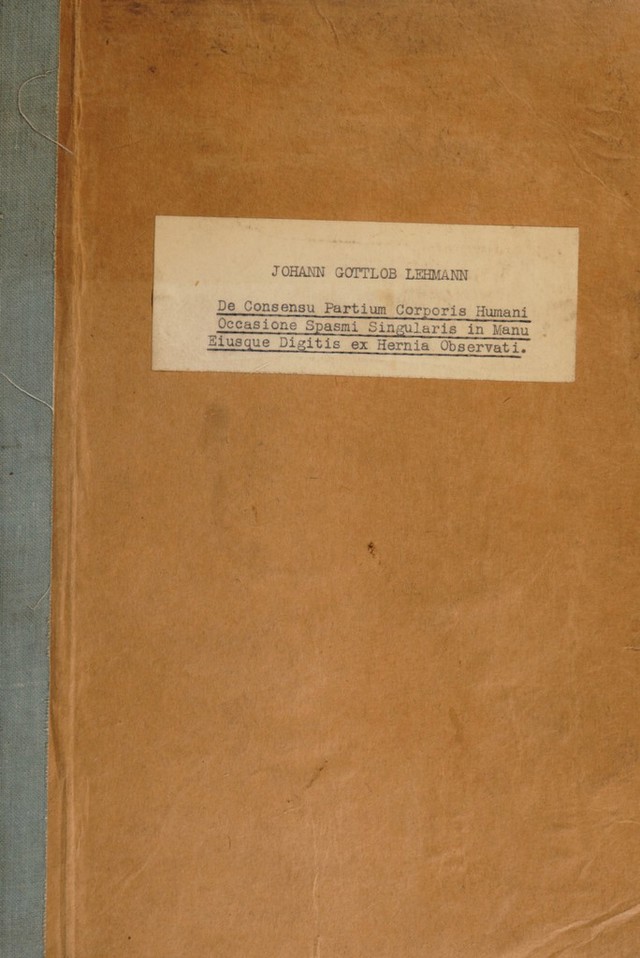 JOHANN GOTTLOB LEHMANN
De Consensu Partium Corporis Humani
Occasione Spasmi Singularis in Manu
Eiusque Digitis ex Hernia Observati.